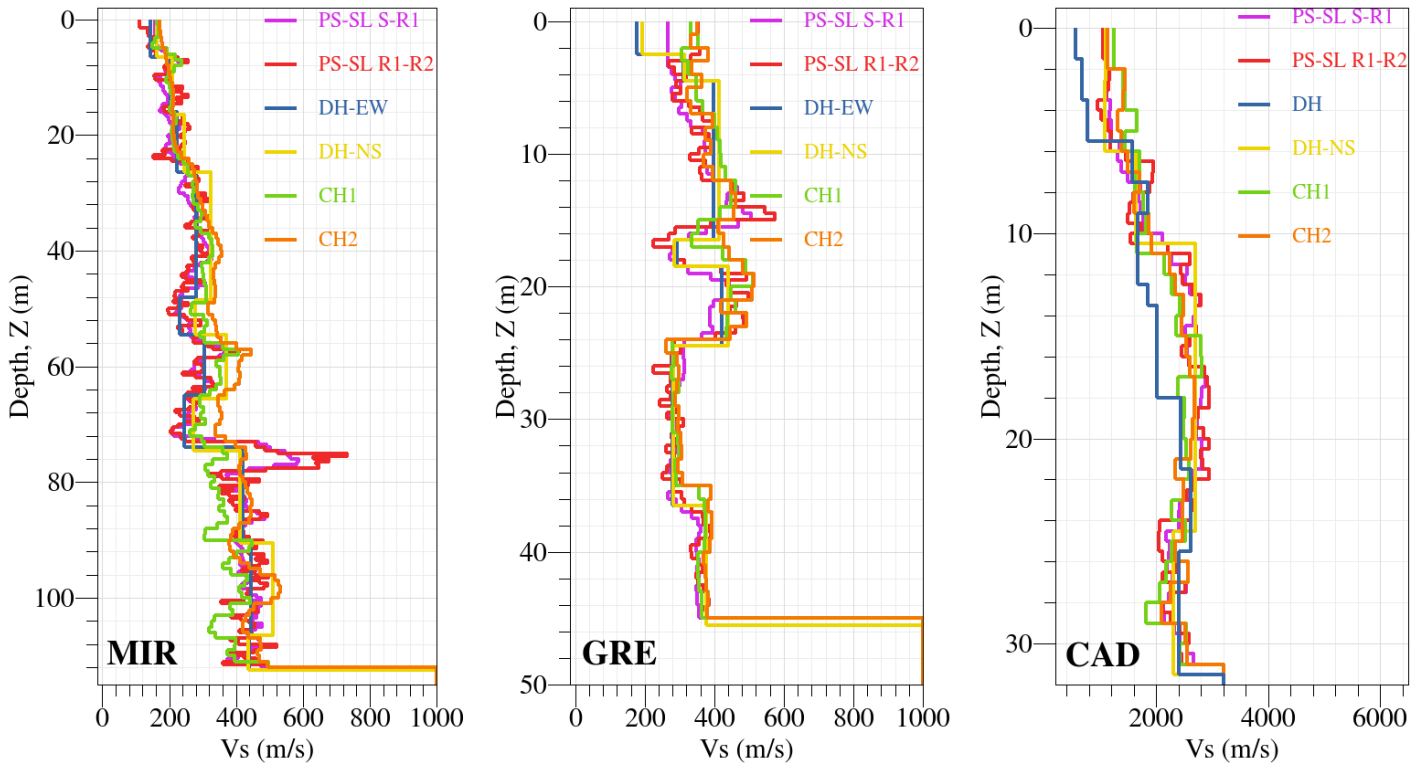 PS-SL S-R1
PS-SL R1-R2
DH-EW
DH-NS
CH1
CH2
0
20
40
60
80
100
Depth, Z (m)
MIR
0 200 400 600 800 1000
Vs (m/s)
PS-SL S-R1
PS-SL R1-R2
DH-EW
DH-NS
CH1
CH2
0
10
20
30
40
50
Depth, Z (m)
GRE
0 200 400 600 800 1000
Vs (m/s)
PS-SL S-R1
PS-SL R1-R2
DH
DH-NS
CH1
CH2
0
10
20
30
Depth, Z (m)
CAD
2000 4000 6000
Vs (m/s)